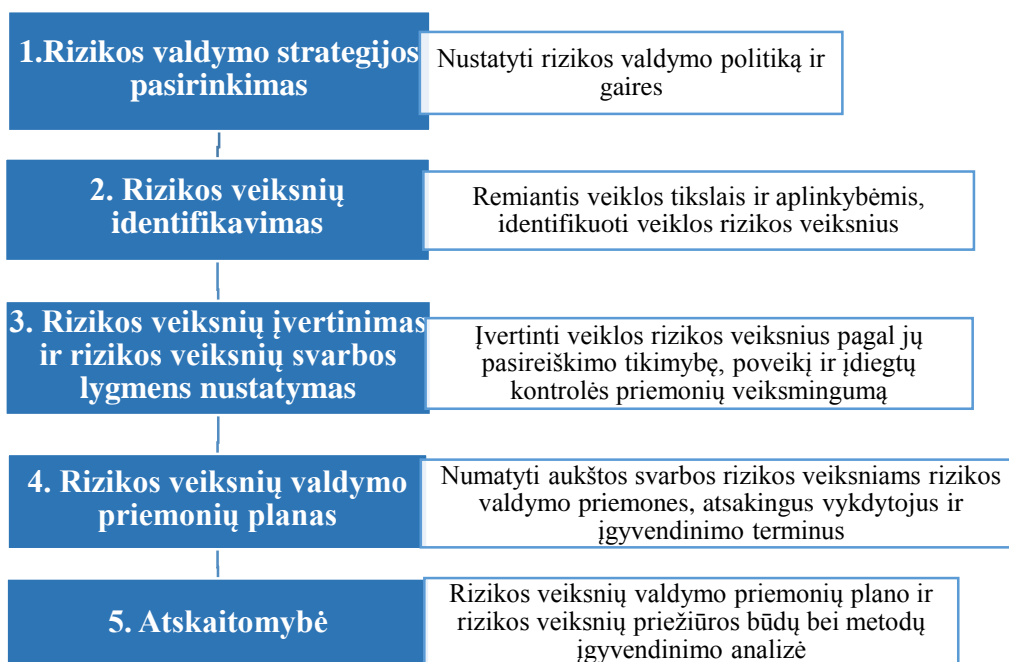 1.Rizikos valdymo strategijos
pasirinkimas
Nustatyti rizikos valdymo politiką ir
gaires
2. Rizikos veiksnių
identifikavimas
Remiantis veiklos tikslais ir aplinkybėmis,
identifikuoti veiklos rizikos veiksnius
3. Rizikos veiksnių įvertinimas
ir rizikos veiksnių svarbos
lygmens nustatymas
Įvertinti veiklos rizikos veiksnius pagal jų
pasireiškimo tikimybę, poveikį ir įdiegtų
kontrolės priemonių veiksmingumą
4. Rizikos veiksnių valdymo
priemonių planas
Numatyti aukštos svarbos rizikos veiksniams rizikos
valdymo priemones, atsakingus vykdytojus ir
įgyvendinimo terminus
5. Atskaitomybė
Rizikos veiksnių valdymo priemonių plano ir
rizikos veiksnių priežiūros būdų bei metodų
įgyvendinimo analizė